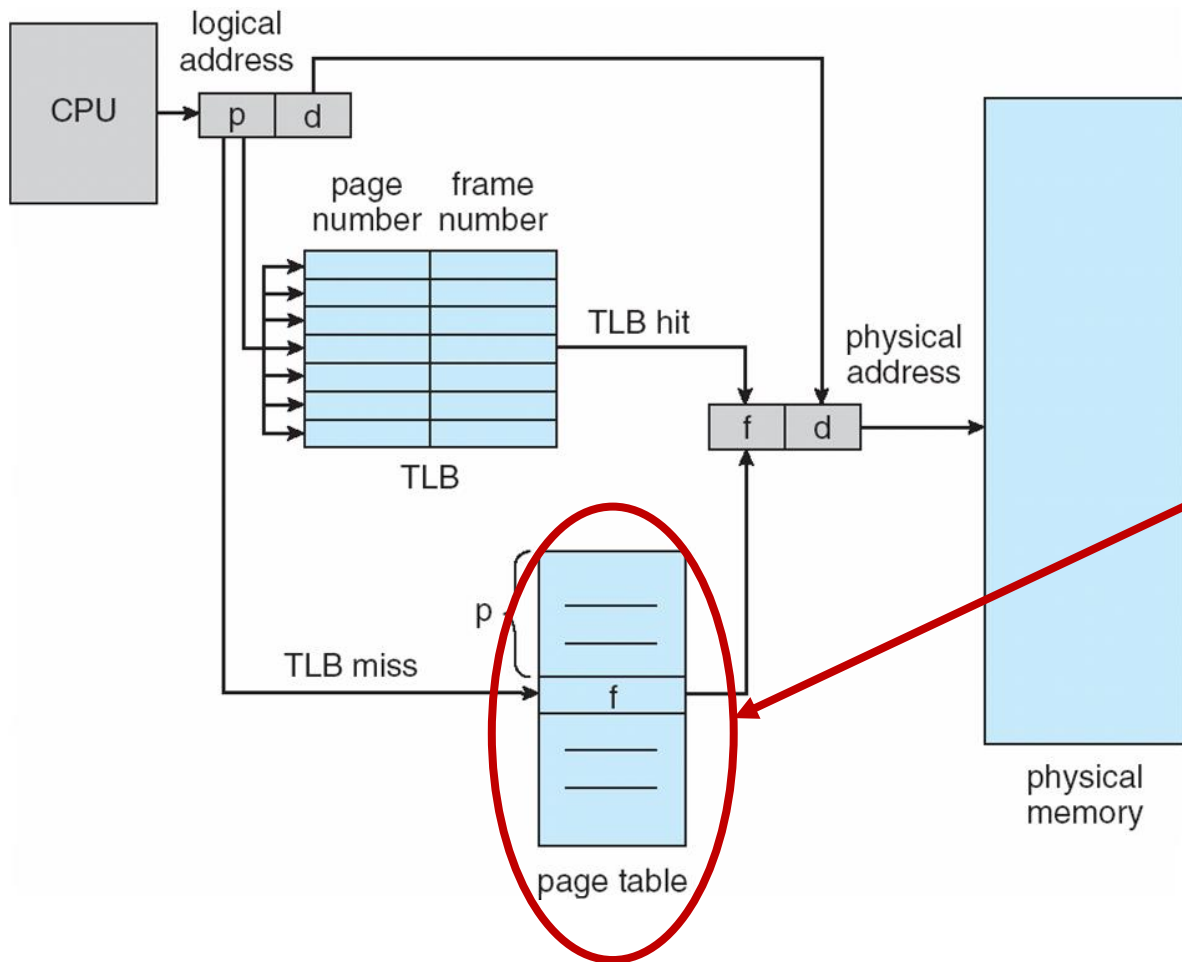 logical
address
CPU
p
d
page
number
frame
number
TLB hit
physical
address
f
d
TLB
p
TLB miss
f
physical
memory
page table